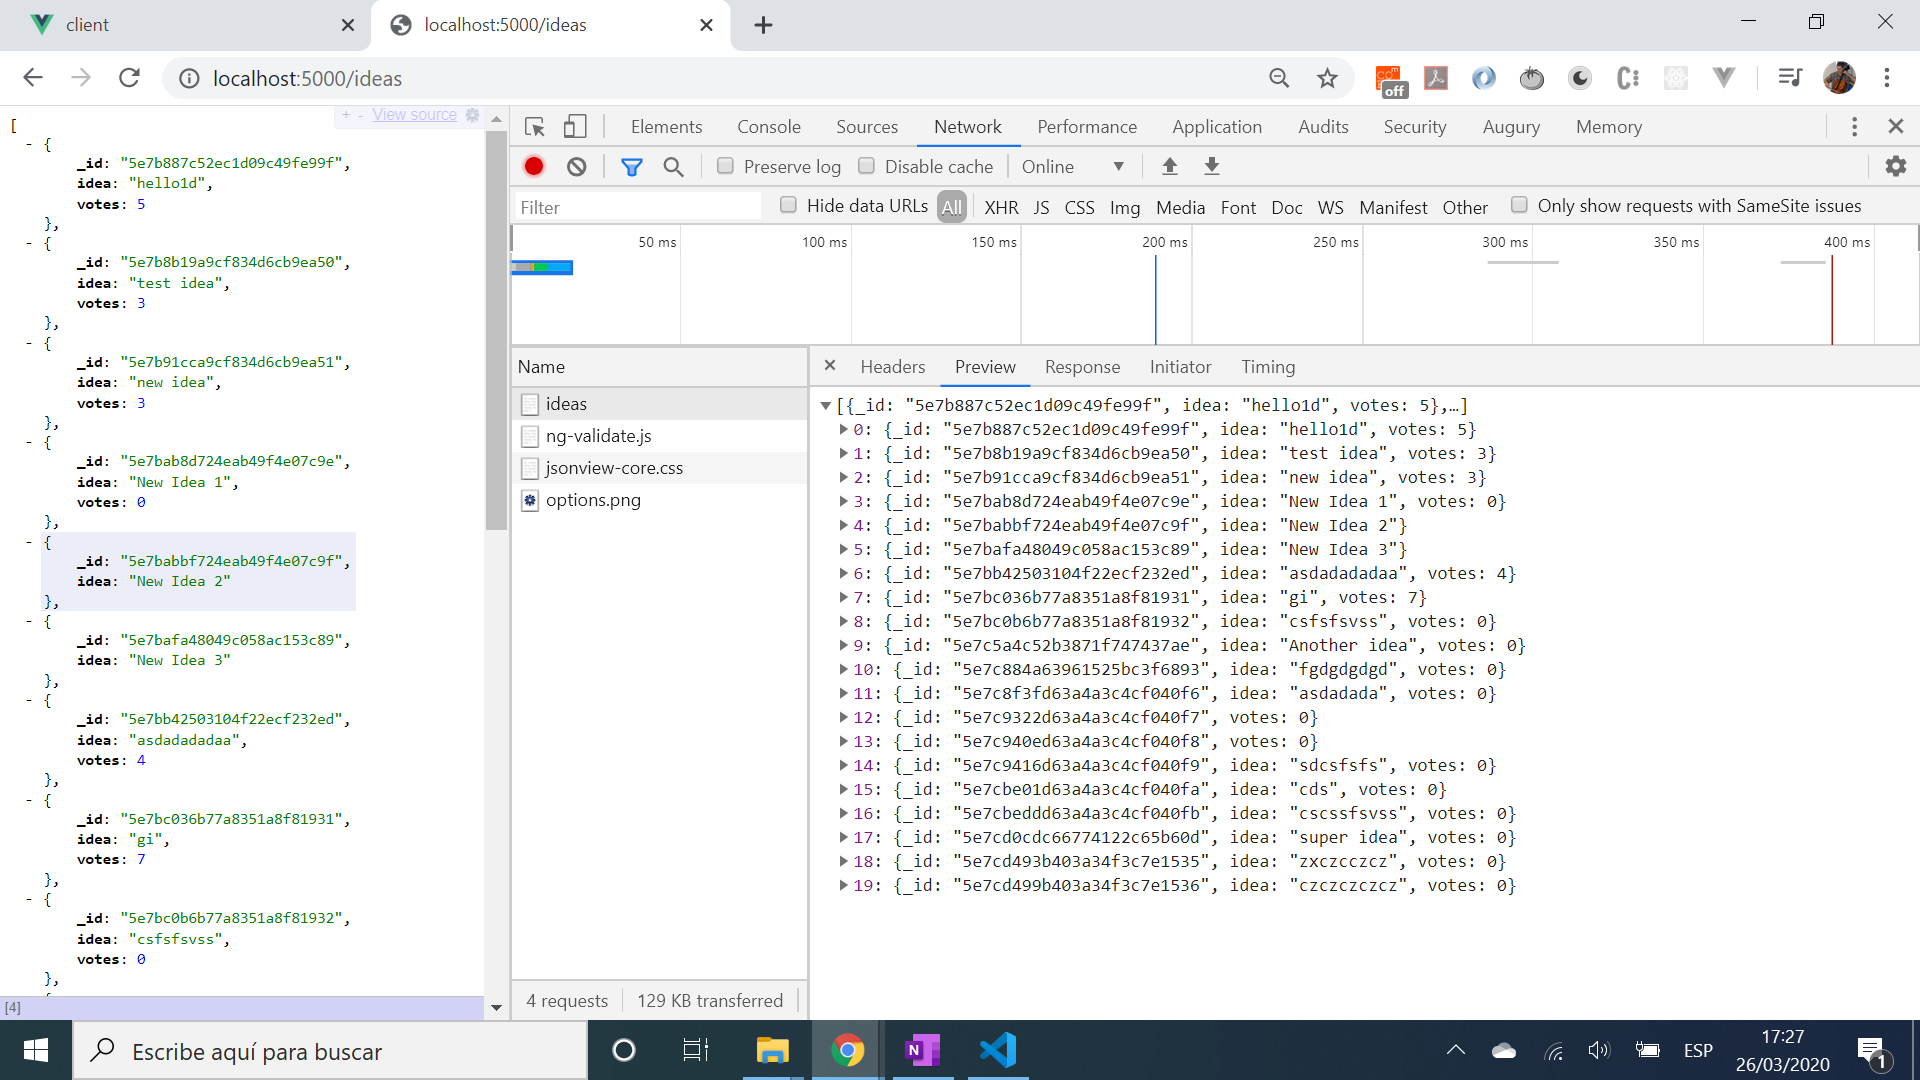 client
localhost:5000/ideas
localhost:5000/ideas
off
+ - View source
[
- {
_id: "5e7b887c52ec1d09c49fe99f",
idea: "hello1d",
votes: 5
},
- {
_id: "5e7b8b19a9cf834d6cb9ea50",
idea: "test idea",
votes: 3
},
- {
_id: "5e7b91cca9cf834d6cb9ea51",
idea: "new idea",
votes: 3
},
- {
_id: "5e7bab8d724eab49f4e07c9e",
idea: "New Idea 1",
votes: 0
},
- {
_id: "5e7babbf724eab49f4e07c9f",
idea: "New Idea 2"
},
- {
_id: "5e7bafa48049c058ac153c89",
idea: "New Idea 3"
},
- {
_id: "5e7bb42503104f22ecf232ed",
idea: "asdadadadaa",
votes: 4
},
- {
_id: "5e7bc036b77a8351a8f81931",
idea: "gi",
votes: 7
},
- {
_id: "5e7bc0b6b77a8351a8f81932",
idea: "csfsfsvss",
votes: 0
},
[4]
Elements Console Sources Network Performance Application Audits Security Augury Memory
Preserve log Disable cache Online
Filter Hide data URLs All XHR JS CSS Img Media Font Doc WS Manifest Other Only show requests with SameSite issues
50 ms 100 ms 150 ms 200 ms 250 ms 300 ms 350 ms 400 ms
Name
ideas
ng-validate.js
jsonview-core.css
options.png
4 requests 129 KB transferred
Headers Preview Response Initiator Timing
[{_id: "5e7b887c52ec1d09c49fe99f", idea: "hello1d", votes: 5},…]
0: {_id: "5e7b887c52ec1d09c49fe99f", idea: "hello1d", votes: 5}
1: {_id: "5e7b8b19a9cf834d6cb9ea50", idea: "test idea", votes: 3}
2: {_id: "5e7b91cca9cf834d6cb9ea51", idea: "new idea", votes: 3}
3: {_id: "5e7bab8d724eab49f4e07c9e", idea: "New Idea 1", votes: 0}
4: {_id: "5e7babbf724eab49f4e07c9f", idea: "New Idea 2"}
5: {_id: "5e7bafa48049c058ac153c89", idea: "New Idea 3"}
6: {_id: "5e7bb42503104f22ecf232ed", idea: "asdadadadaa", votes: 4}
7: {_id: "5e7bc036b77a8351a8f81931", idea: "gi", votes: 7}
8: {_id: "5e7bc0b6b77a8351a8f81932", idea: "csfsfsvss", votes: 0}
9: {_id: "5e7c5a4c52b3871f747437ae", idea: "Another idea", votes: 0}
10: {_id: "5e7c884a63961525bc3f6893", idea: "fgdgdgdgd", votes: 0}
11: {_id: "5e7c8f3fd63a4a3c4cf040f6", idea: "asdadada", votes: 0}
12: {_id: "5e7c9322d63a4a3c4cf040f7", votes: 0}
13: {_id: "5e7c940ed63a4a3c4cf040f8", votes: 0}
14: {_id: "5e7c9416d63a4a3c4cf040f9", idea: "sdcsfsfs", votes: 0}
15: {_id: "5e7cbe01d63a4a3c4cf040fa", idea: "cds", votes: 0}
16: {_id: "5e7cbeddd63a4a3c4cf040fb", idea: "cscssfsvss", votes: 0}
17: {_id: "5e7cd0cdc66774122c65b60d", idea: "super idea", votes: 0}
18: {_id: "5e7cd493b403a34f3c7e1535", idea: "zxczcczcz", votes: 0}
19: {_id: "5e7cd499b403a34f3c7e1536", idea: "czczczczcz", votes: 0}
Escribe aquí para buscar
N
ESP
17:27
26/03/2020
1